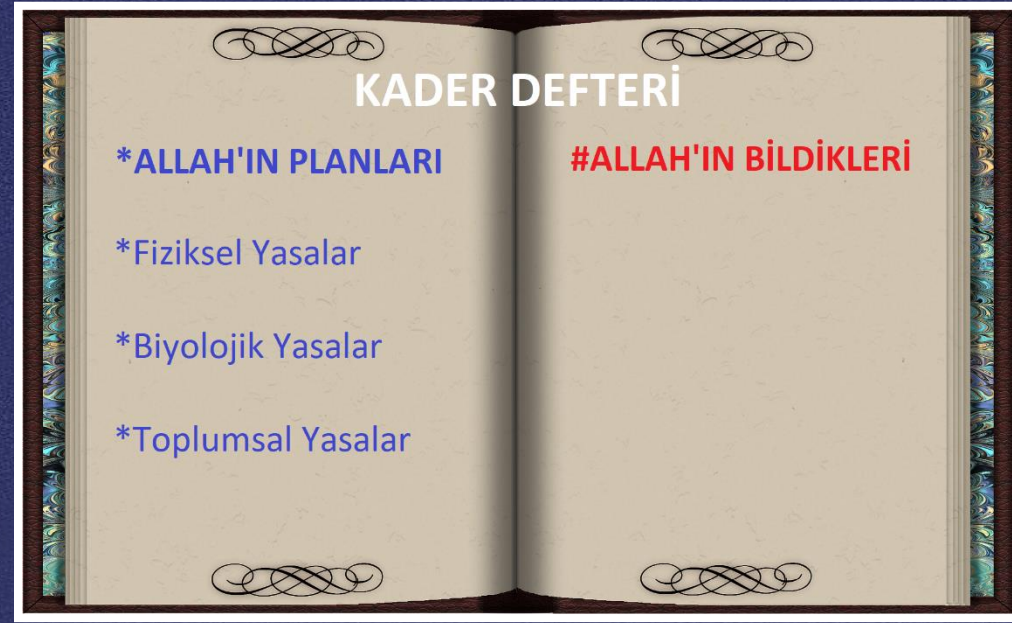 KADER DEFTERİ
*ALLAH'IN PLANLARI
*Fiziksel Yasalar
*Biyolojik Yasalar
*Toplumsal Yasalar
#ALLAH'IN BİLDİKLERİ